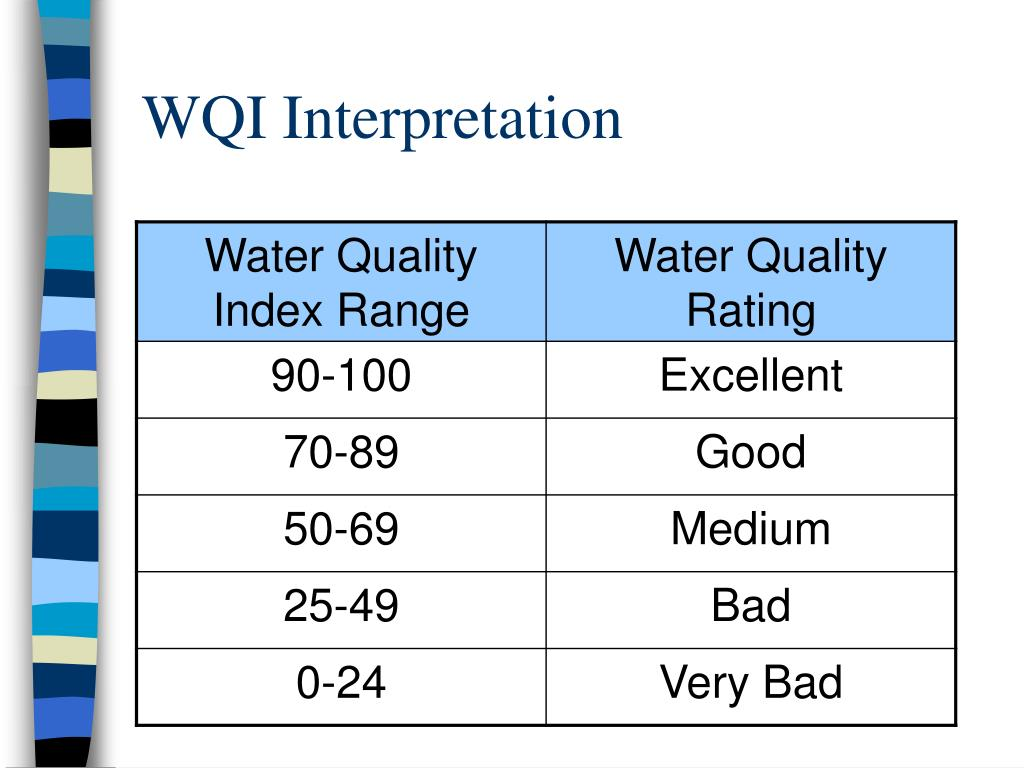 WQI Interpretation
Water Quality
Index Range
Water Quality
Rating
90-100
Excellent
70-89
Good
50-69
Medium
25-49
Bad
0-24
Very Bad